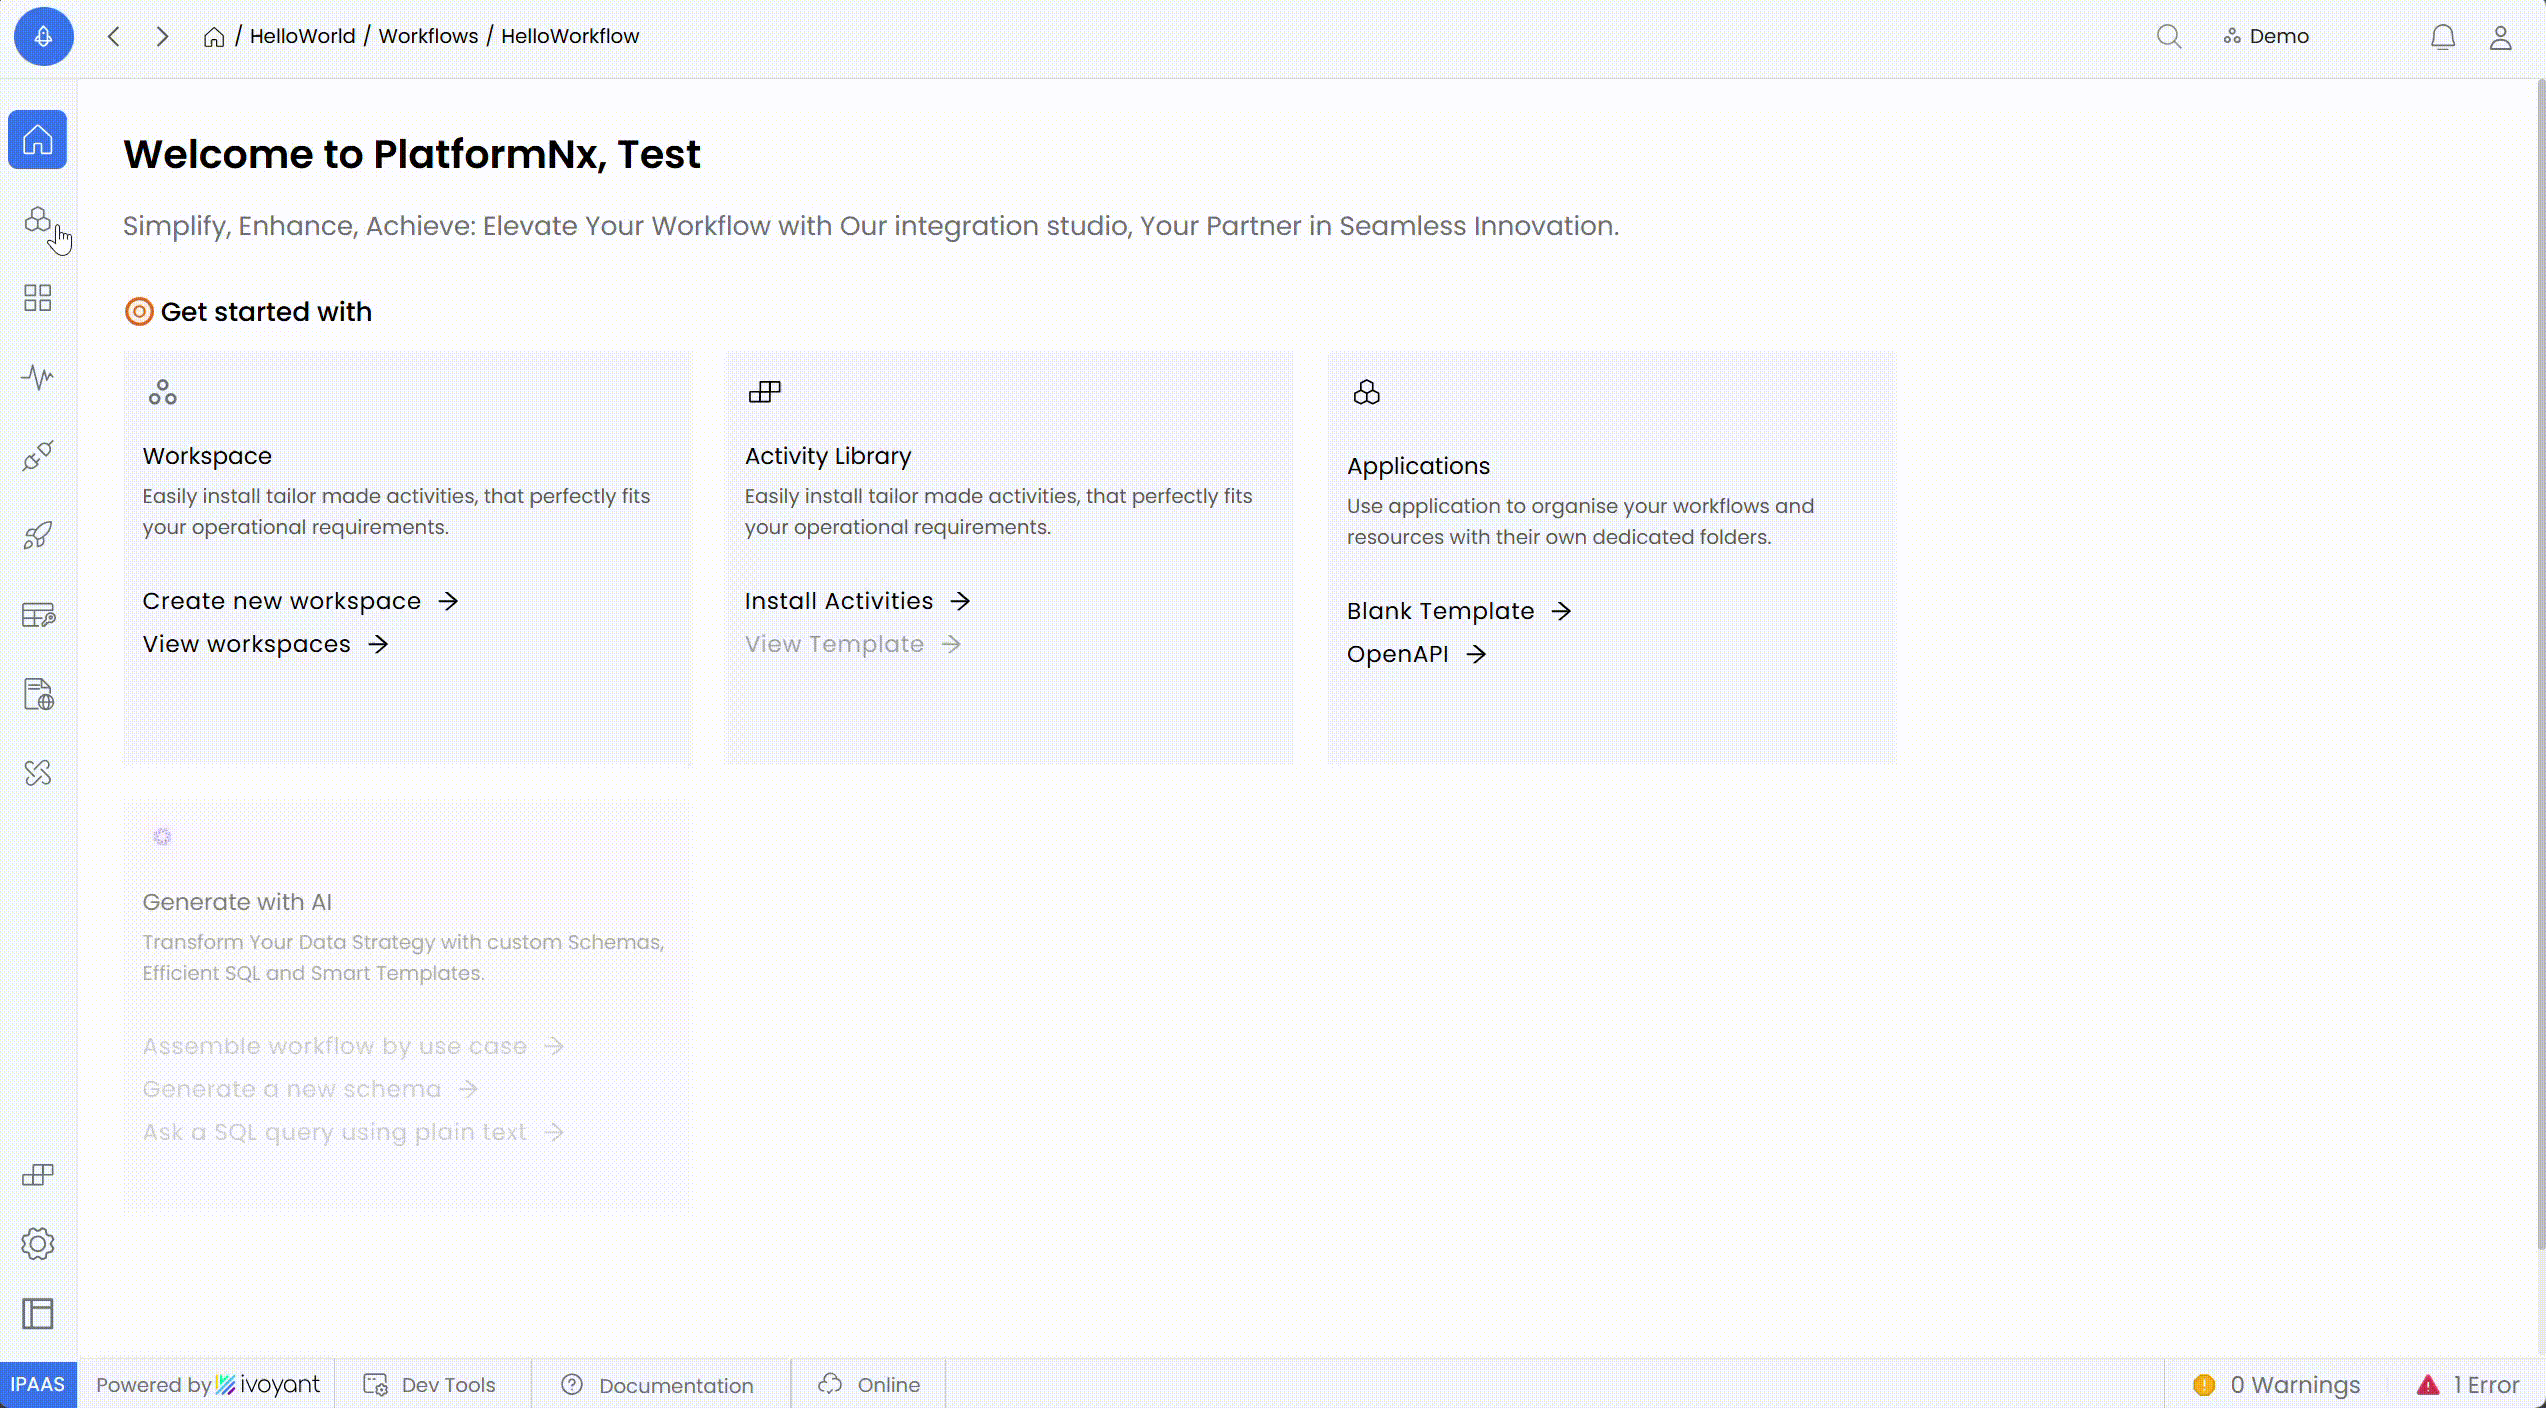 / HelloWorld / Workflows / HelloWorkflow
Demo
Welcome to PlatformNx, Test
Simplify, Enhance, Achieve: Elevate Your Workflow with Our integration studio, Your Partner in Seamless Innovation.
Get started with
Workspace
Easily install tailor made activities, that perfectly fits
your operational requirements.
Create new workspace
View workspaces
Activity Library
Easily install tailor made activities, that perfectly fits
your operational requirements.
Install Activities
View Template
Applications
Use application to organise your workflows and
resources with their own dedicated folders.
Blank Template
OpenAPI
Generate with AI
Transform Your Data Strategy with custom Schemas,
Efficient SQL and Smart Templates.
Assemble workflow by use case
Generate a new schema
Ask a SQL query using plain text
IPAAS
Powered by ivoyant
Dev Tools
Documentation
Online
0 Warnings
1 Error